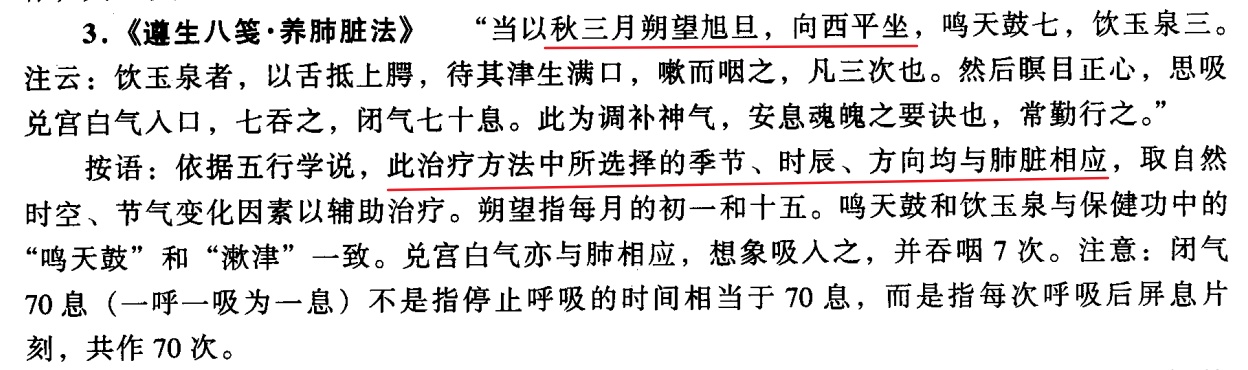 3.《遵生八笺·养肺脏法》 “当以秋三月朔望旭旦，向西平坐，鸣天鼓七，饮玉泉三。
注云：饮玉泉者，以舌抵上腭，待其津生满口，嗽而咽之，凡三次也。然后瞑目正心，思吸
兑宫白气入口，七吞之，闭气七十息。此为调补神气，安息魂魄之要诀也，常勤行之。”
按语：依据五行学说，此治疗方法中所选择的季节、时辰、方向均与肺脏相应，取自然
时空、节气变化因素以辅助治疗。朔望指每月的初一和十五。鸣天鼓和饮玉泉与保健功中的
“鸣天鼓”和“漱津”一致。兑宫白气亦与肺相应，想象吸入之，并吞咽 7 次。注意：闭气
70 息（一呼一吸为一息）不是指停止呼吸的时间相当于 70 息，而是指每次呼吸后屏息片
刻，共作 70 次。